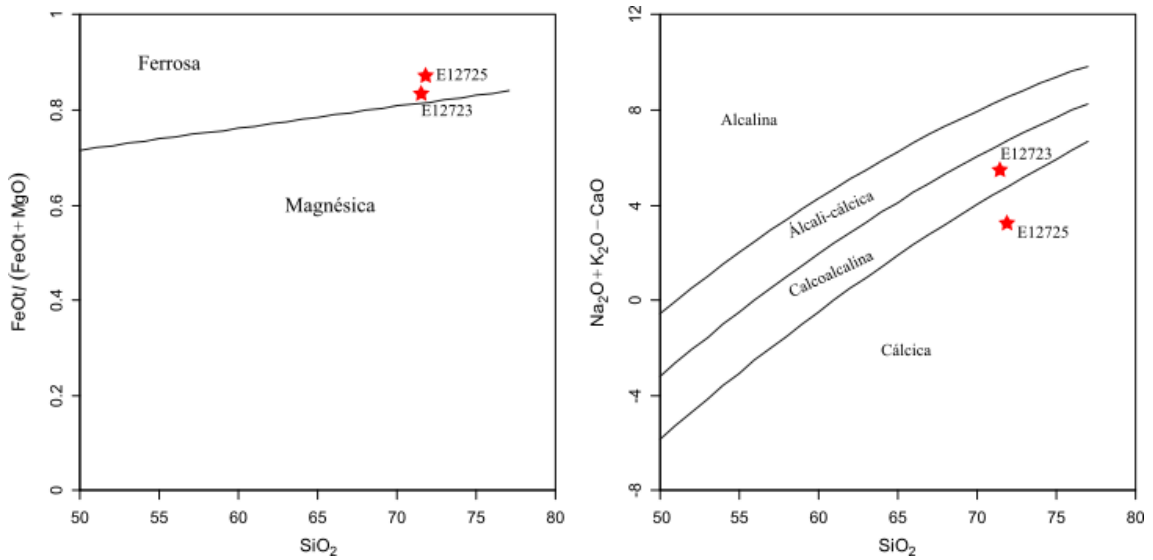 1
0.8
0.6
0.4
0.2
0
FeOt/ (FeOt+MgO)
Ferrosa
E12725
E12723
Magnésica
50 55 60 65 70 75 80
SiO₂
12
8
4
0
-4
-8
Na₂O+K₂O−CaO
Alcalina
Álcali-cálcica
Calcoalcalina
E12723
E12725
Cálcica
50 55 60 65 70 75 80
SiO₂